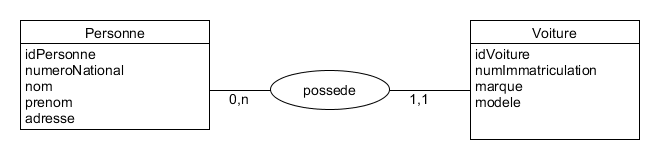 Personne
idPersonne
numeroNational
nom
prenom
adresse
0,n
possede
1,1
Voiture
idVoiture
numImmatriculation
marque
modele